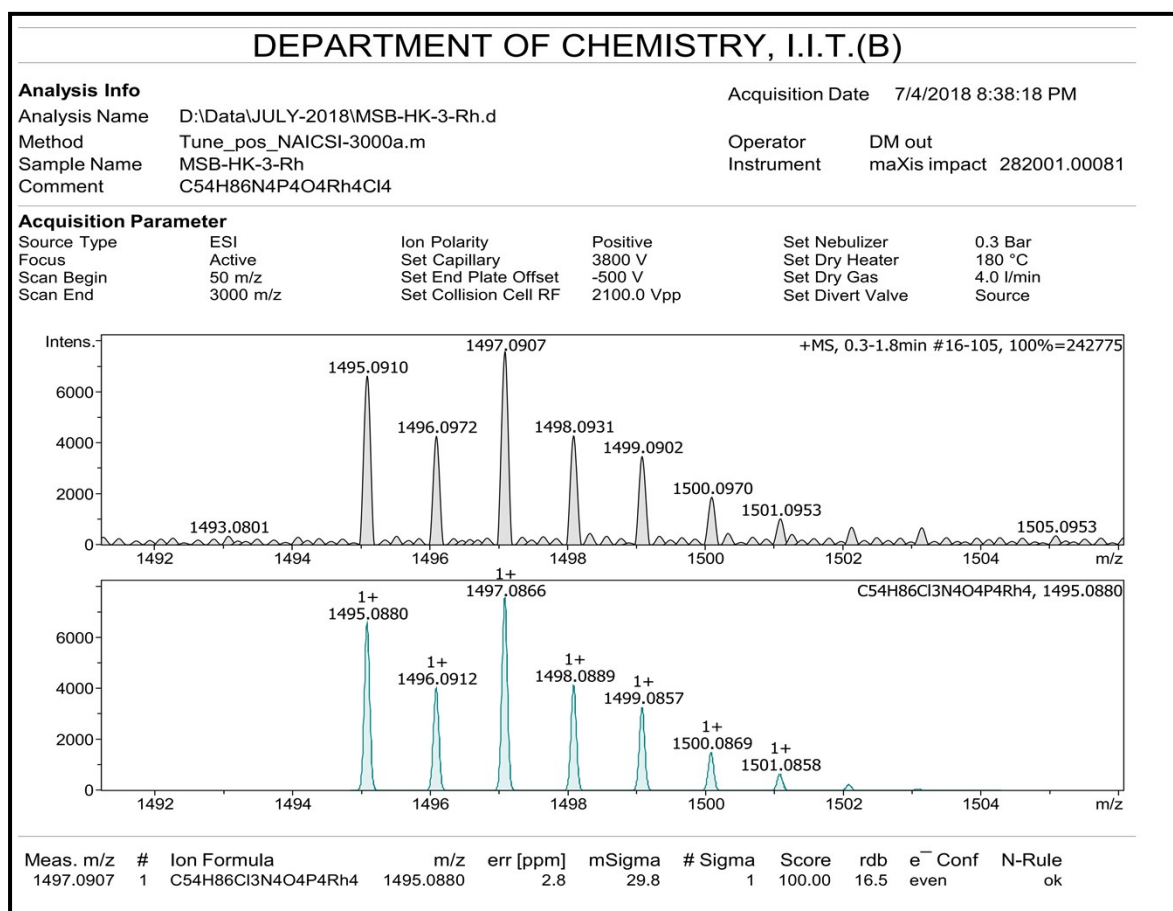 DEPARTMENT OF CHEMISTRY, I.I.T.(B)
Analysis Info
Acquisition Date 7/4/2018 8:38:18 PM
Analysis Name D:\Data\JULY-2018\MSB-HK-3-Rh.d
Method Tune_pos_NAICSI-3000a.m Operator DM out
Sample Name MSB-HK-3-Rh Instrument maXis impact 282001.00081
Comment C54H86N4P4O4Rh4Cl4
Acquisition Parameter
Source Type ESI Ion Polarity Positive Set Nebulizer 0.3 Bar
Focus Active Set Capillary 3800 V Set Dry Heater 180 °C
Scan Begin 50 m/z Set End Plate Offset -500 V Set Dry Gas 4.0 l/min
Scan End 3000 m/z Set Collision Cell RF 2100.0 Vpp Set Divert Valve Source
Intens.
+MS, 0.3-1.8min #16-105, 100%=242775
1497.0907
1495.0910
1496.0972
1498.0931
1499.0902
1500.0970
1501.0953
1493.0801
1505.0953
6000
4000
2000
0
1492 1494 1496 1498 1500 1502 1504 m/z
C54H86Cl3N4O4P4Rh4, 1495.0880
1+
1497.0866
1+
1495.0880
1+
1496.0912
1+
1498.0889
1+
1499.0857
1+
1500.0869
1+
1501.0858
6000
4000
2000
0
1492 1494 1496 1498 1500 1502 1504 m/z
Meas. m/z # Ion Formula m/z err [ppm] mSigma # Sigma Score rdb e¯ Conf N-Rule
1497.0907 1 C54H86Cl3N4O4P4Rh4 1495.0880 2.8 29.8 1 100.00 16.5 even ok